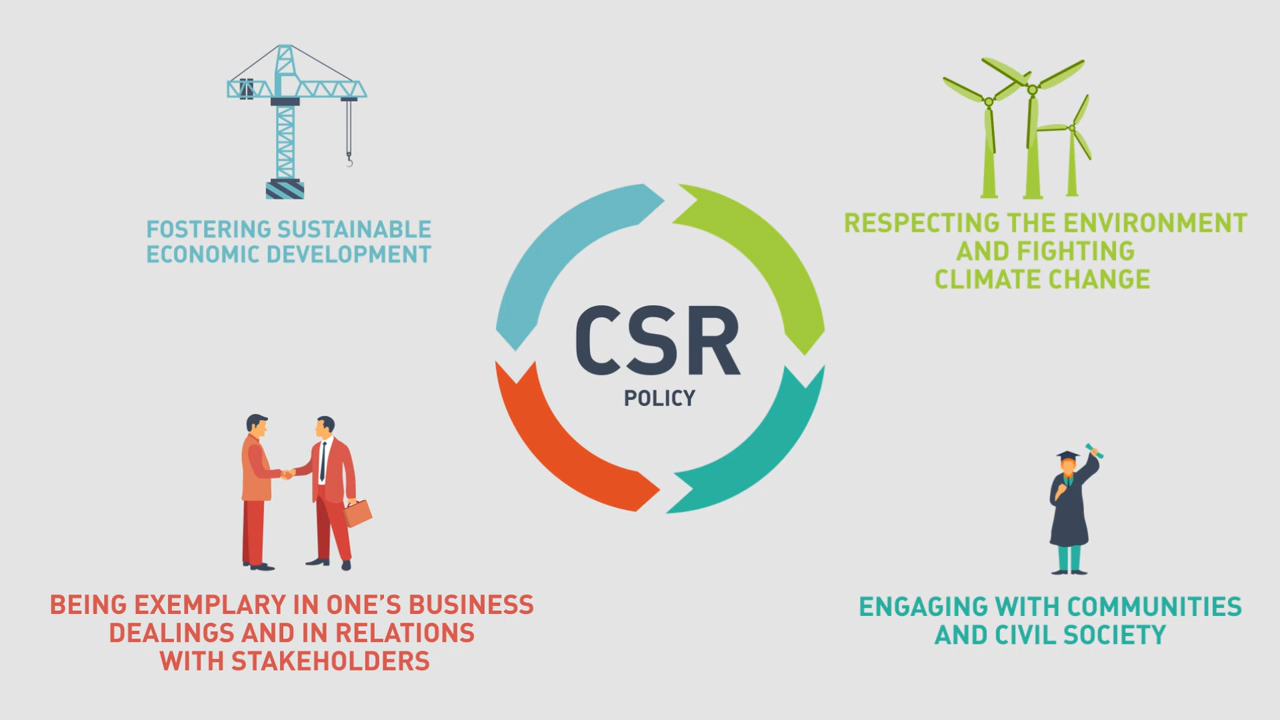 FOSTERING SUSTAINABLE
ECONOMIC DEVELOPMENT
RESPECTING THE ENVIRONMENT
AND FIGHTING
CLIMATE CHANGE
CSR
POLICY
BEING EXEMPLARY IN ONE'S BUSINESS
DEALINGS AND IN RELATIONS
WITH STAKEHOLDERS
ENGAGING WITH COMMUNITIES
AND CIVIL SOCIETY